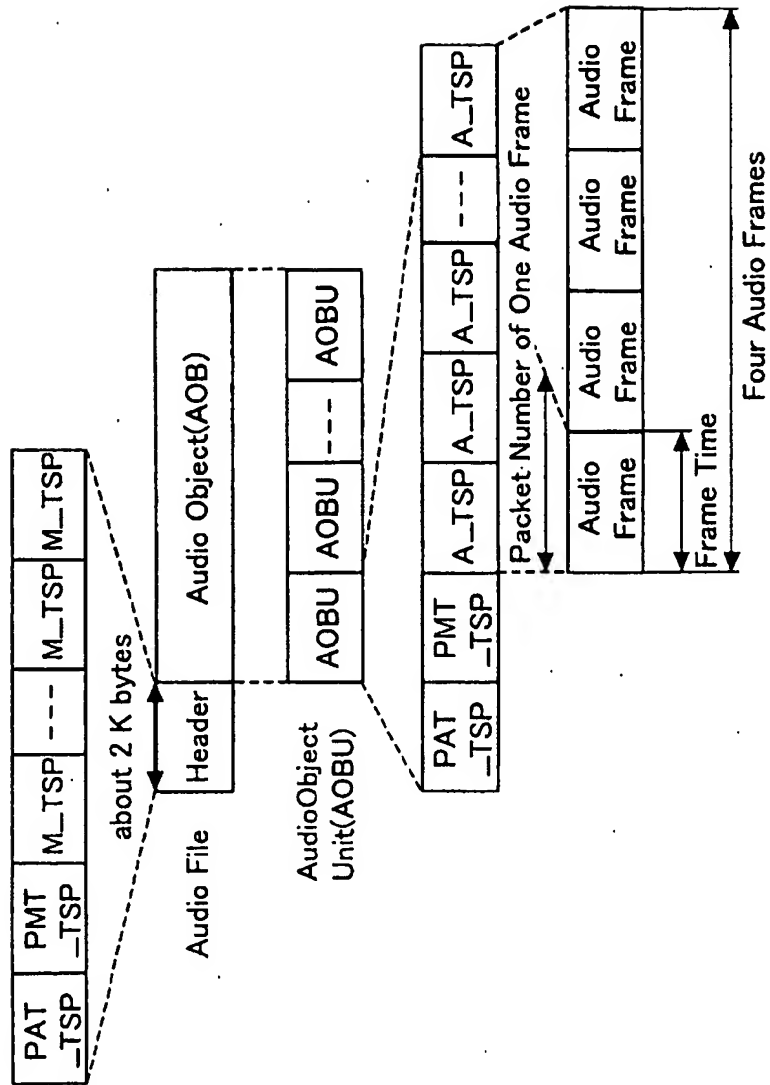 PAT
_TSP
PMT
_TSP
M_TSP
---
M_TSP
M_TSP
about 2 K bytes
Audio File
Header
Audio Object(AOB)
AudioObject
Unit(AOBU)
AOBU
AOBU
---
AOBU
PAT
_TSP
PMT
_TSP
A_TSP
A_TSP
A_TSP
---
A_TSP
Packet Number of One Audio Frame
Audio
Frame
Audio
Frame
Audio
Frame
Audio
Frame
Frame Time
Four Audio Frames